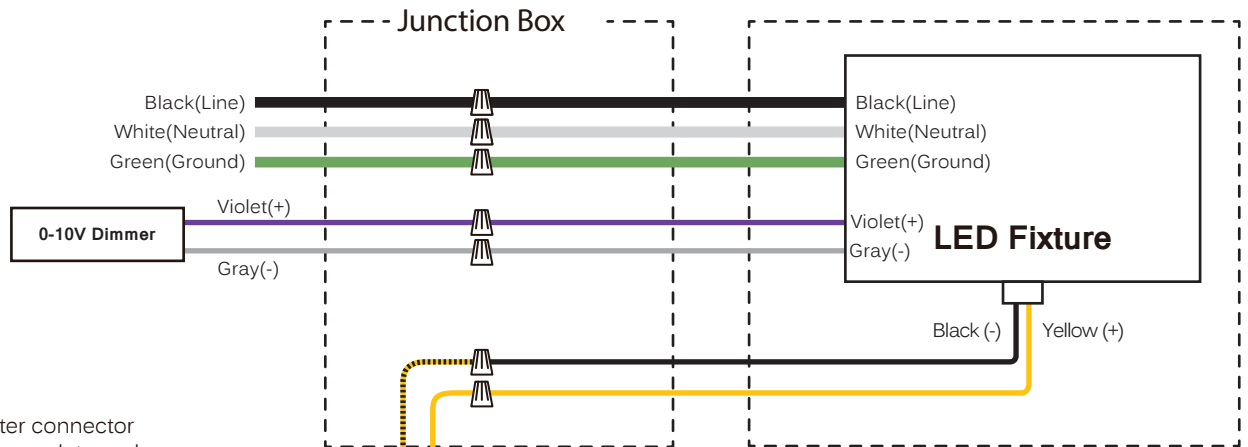 Junction Box
Black(Line)
White(Neutral)
Green(Ground)
Black(Line)
White(Neutral)
Green(Ground)
Violet(+)
0-10V Dimmer
Gray(-)
Violet(+)
Gray(-)
LED Fixture
Black (-)
Yellow (+)
ter connector